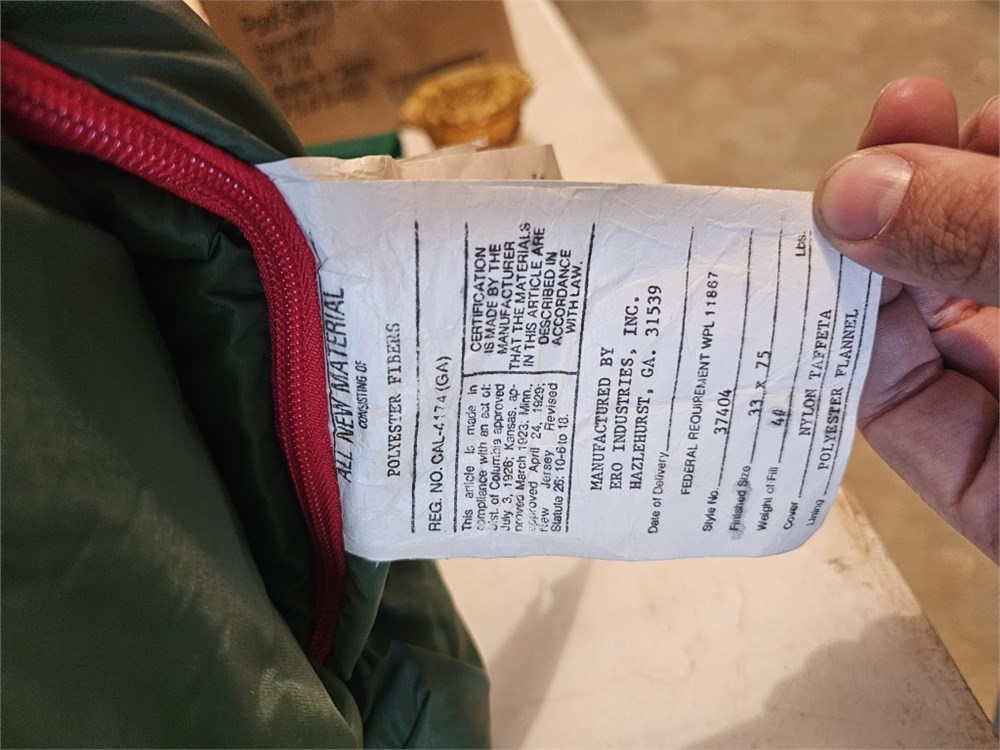 ALL NEW MATERIAL
CONSISTING OF
POLYESTER FIBERS
REG. NO. CAL-4174 (GA)
This article is made in
compliance with an act of:
Dist. of Columbia approved
July 3, 1926; Kansas, ap-
proved March 1923; Minn.,
approved April 24, 1929;
New Jersey Revised
Statute 26: 10-6 to 18.
CERTIFICATION
IS MADE BY THE
MANUFACTURER
THAT THE MATERIALS
IN THIS ARTICLE ARE
DESCRIBED IN
ACCORDANCE
WITH LAW.
MANUFACTURED BY
ERO INDUSTRIES, INC.
HAZLEHURST, GA. 31539
Date of Delivery
FEDERAL REQUIREMENT WPL 11867
Style No. 37404
Finished Size 33 x 75
Weight of Fill 4# Lbs.
Cover NYLON TAFFETA
Lining POLYESTER FLANNEL